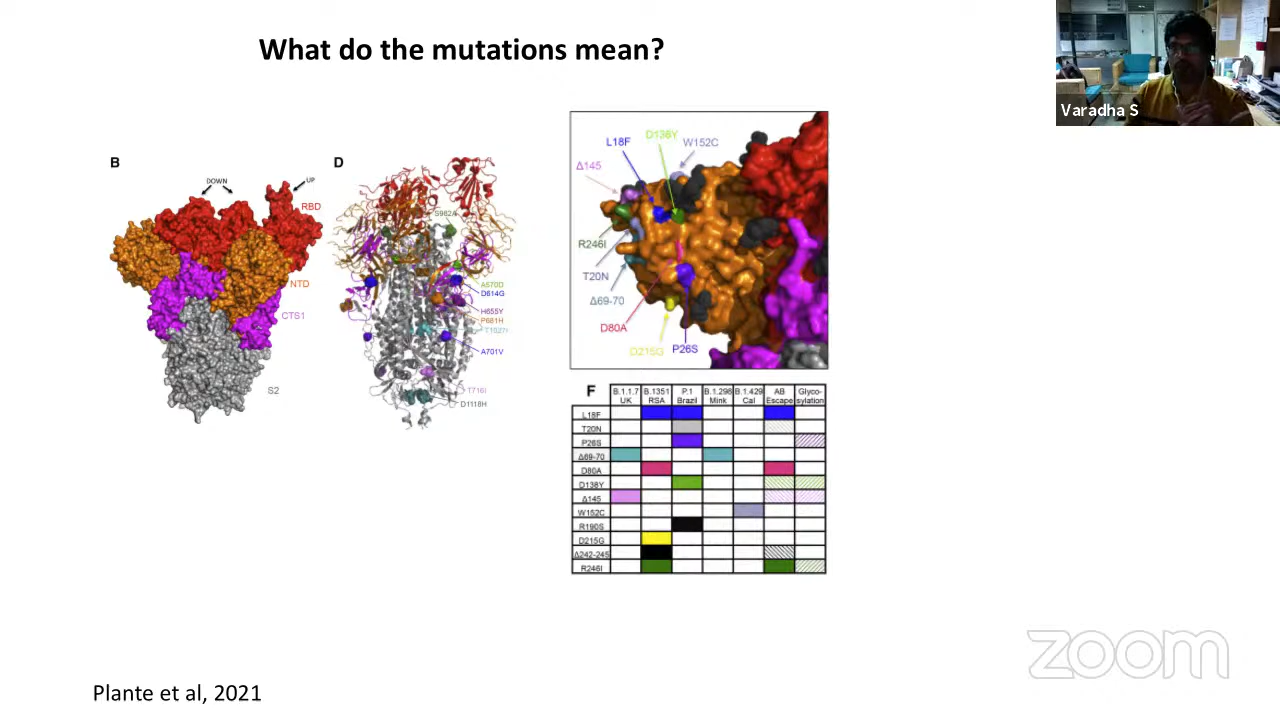 What do the mutations mean?
Varadha S
B
DOWN
UP
RBD
NTD
CTS1
S2
D
S982A
A570D
D614G
H655Y
P681H
T1027I
A701V
T716I
D1118H
L18F
D138Y
W152C
Δ145
R246I
T20N
Δ69-70
D80A
D215G
P26S
F B.1.1.7 UK B.1351 RSA P.1 Brazil B.1.298 Mink B.1.429 Cal AB Escape Glyco-sylation
L18F
T20N
P26S
Δ69-70
D80A
D138Y
Δ145
W152C
R190S
D215G
Δ242-245
R246I
zoom
Plante et al, 2021